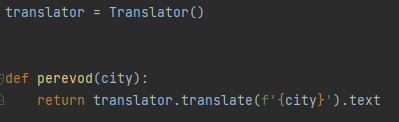 translator = Translator()
def perevod(city):
    return translator.translate(f'{city}').text